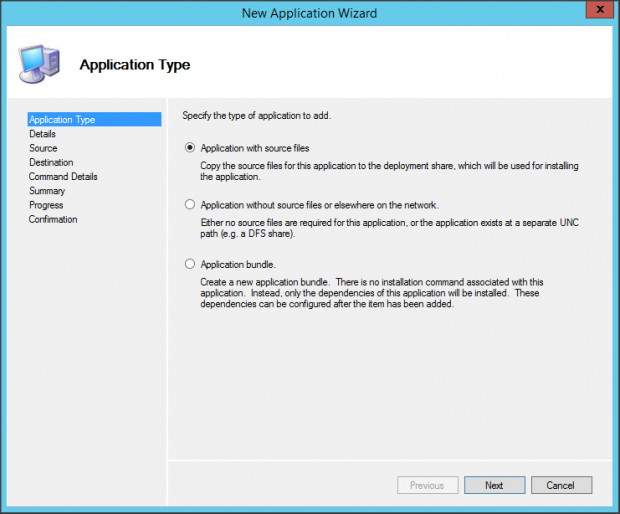 New Application Wizard
x
Application Type
Application Type
Details
Source
Destination
Command Details
Summary
Progress
Confirmation
Specify the type of application to add.
Application with source files
Copy the source files for this application to the deployment share, which will be used for installing
the application.
Application without source files or elsewhere on the network.
Either no source files are required for this application, or the application exists at a separate UNC
path (e.g. a DFS share).
Application bundle.
Create a new application bundle.  There is no installation command associated with this
application.  Instead, only the dependencies of this application will be installed.  These
dependencies can be configured after the item has been added.
Previous
Next
Cancel